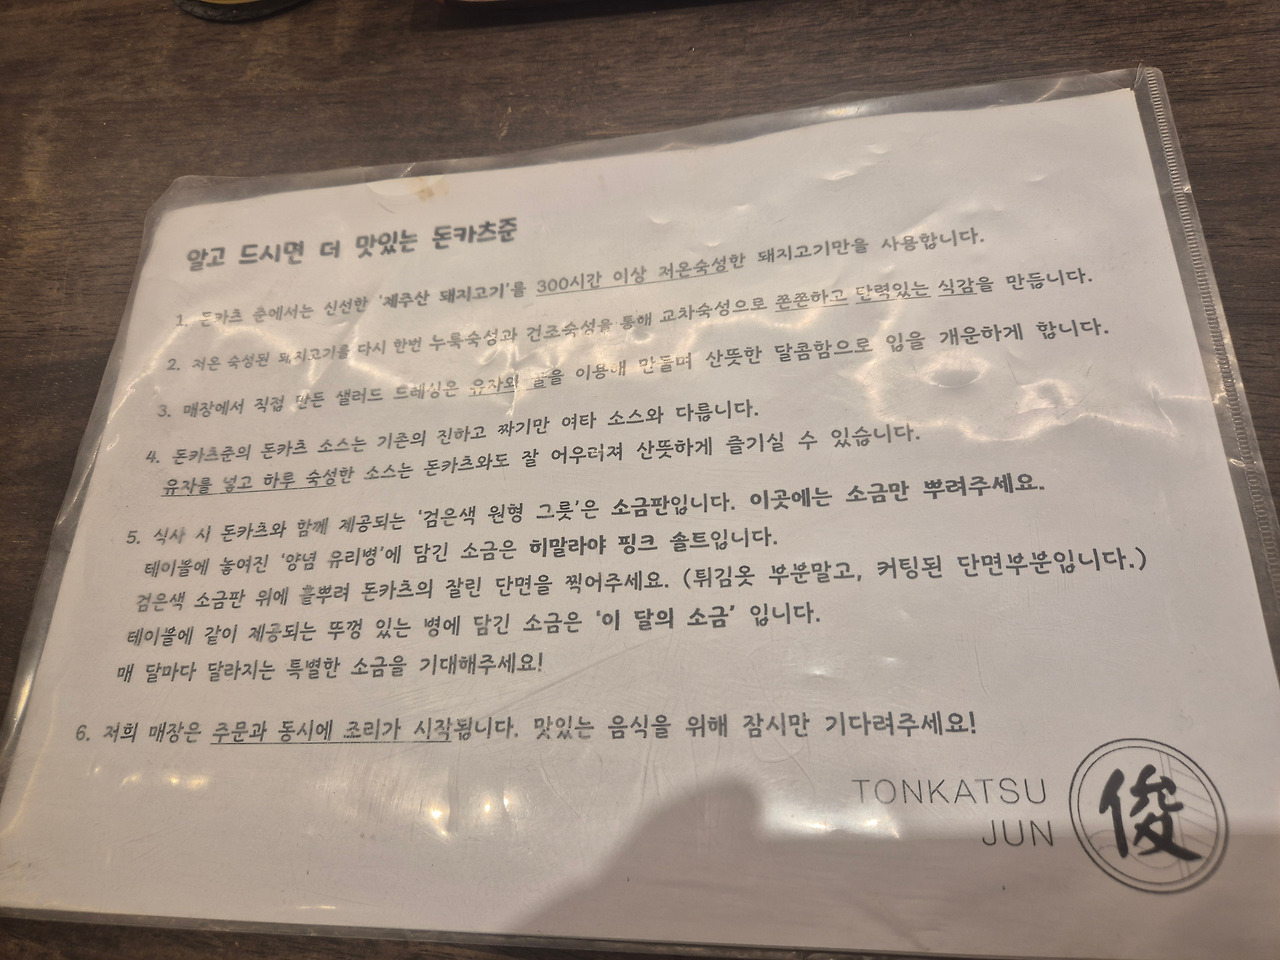 알고 드시면 더 맛있는 돈카츠준
1. 돈카츠 준에서는 신선한 '제주산 돼지고기'를 300시간 이상 저온숙성한 돼지고기만을 사용합니다.
2. 저온 숙성된 돼지고기를 다시 한번 누룩숙성과 건조숙성을 통해 교차숙성으로 쫀쫀하고 단력있는 식감을 만듭니다.
3. 매장에서 직접 만든 샐러드 드레싱은 유자와 귤을 이용해 만들며 산뜻한 달콤함으로 입을 개운하게 합니다.
4. 돈카츠준의 돈카츠 소스는 기존의 진하고 짜기만 여타 소스와 다릅니다.
유자를 넣고 하루 숙성한 소스는 돈카츠와도 잘 어우러져 산뜻하게 즐기실 수 있습니다.
5. 식사 시 돈카츠와 함께 제공되는 '검은색 원형 그릇'은 소금판입니다. 이곳에는 소금만 뿌려주세요.
테이블에 놓여진 '양념 유리병'에 담긴 소금은 히말라야 핑크 솔트입니다.
검은색 소금판 위에 흩뿌려 돈카츠의 잘린 단면을 찍어주세요. (튀김옷 부분말고, 커팅된 단면부분입니다.)
테이블에 같이 제공되는 뚜껑 있는 병에 담긴 소금은 '이 달의 소금' 입니다.
매 달마다 달라지는 특별한 소금을 기대해주세요!
6. 저희 매장은 주문과 동시에 조리가 시작됩니다. 맛있는 음식을 위해 잠시만 기다려주세요!
TONKATSU
JUN
俊